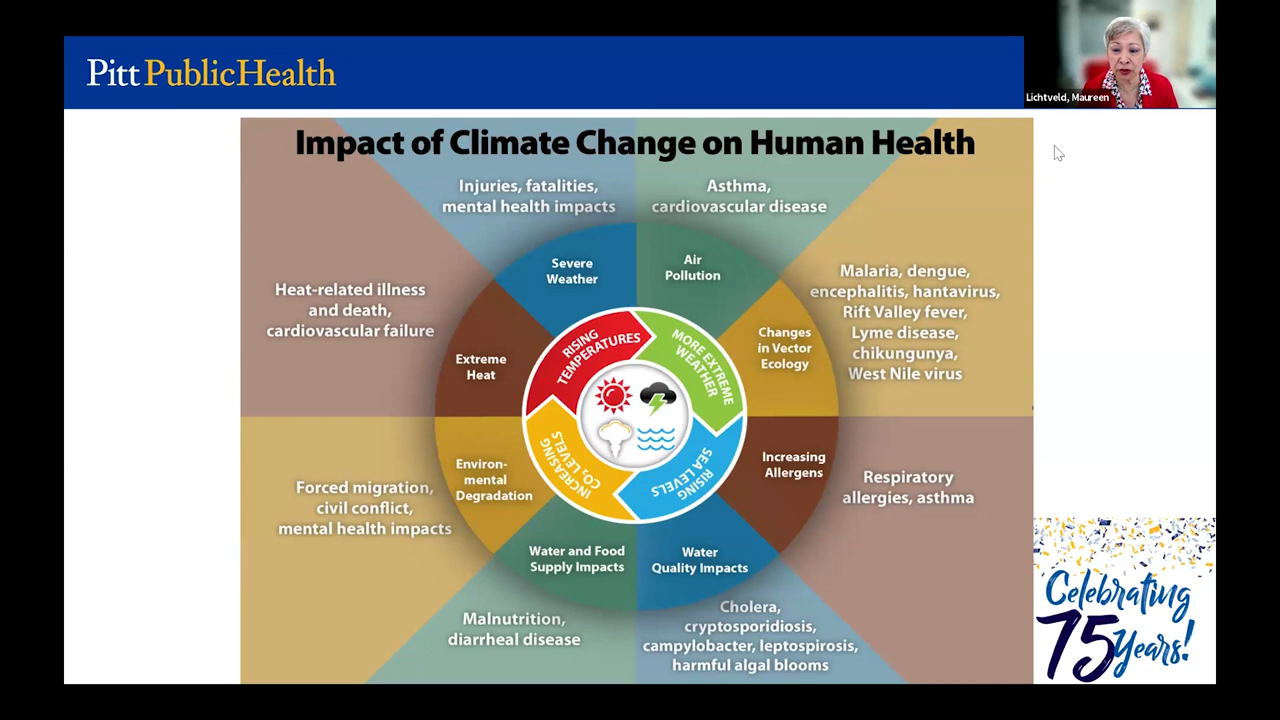 PittPublicHealth
Lichtveld, Maureen
Impact of Climate Change on Human Health
Injuries, fatalities,
mental health impacts
Asthma,
cardiovascular disease
Severe
Weather
Air
Pollution
Heat-related illness
and death,
cardiovascular failure
Malaria, dengue,
encephalitis, hantavirus,
Rift Valley fever,
Lyme disease,
chikungunya,
West Nile virus
Extreme
Heat
Changes
in Vector
Ecology
RISING
TEMPERATURES
MORE EXTREME
WEATHER
INCREASING
CO₂ LEVELS
RISING
SEA LEVELS
Environ-
mental
Degradation
Increasing
Allergens
Forced migration,
civil conflict,
mental health impacts
Respiratory
allergies, asthma
Water and Food
Supply Impacts
Water
Quality Impacts
Malnutrition,
diarrheal disease
Cholera,
cryptosporidiosis,
campylobacter, leptospirosis,
harmful algal blooms
Celebrating
75 Years!